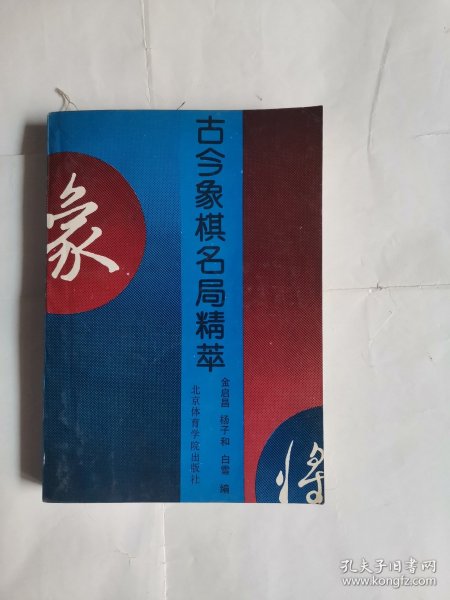 古今象棋名局精萃
金启昌 杨子和 白雪 编
北京体育学院出版社
象
将
孔夫子旧书网
www.kongfz.com